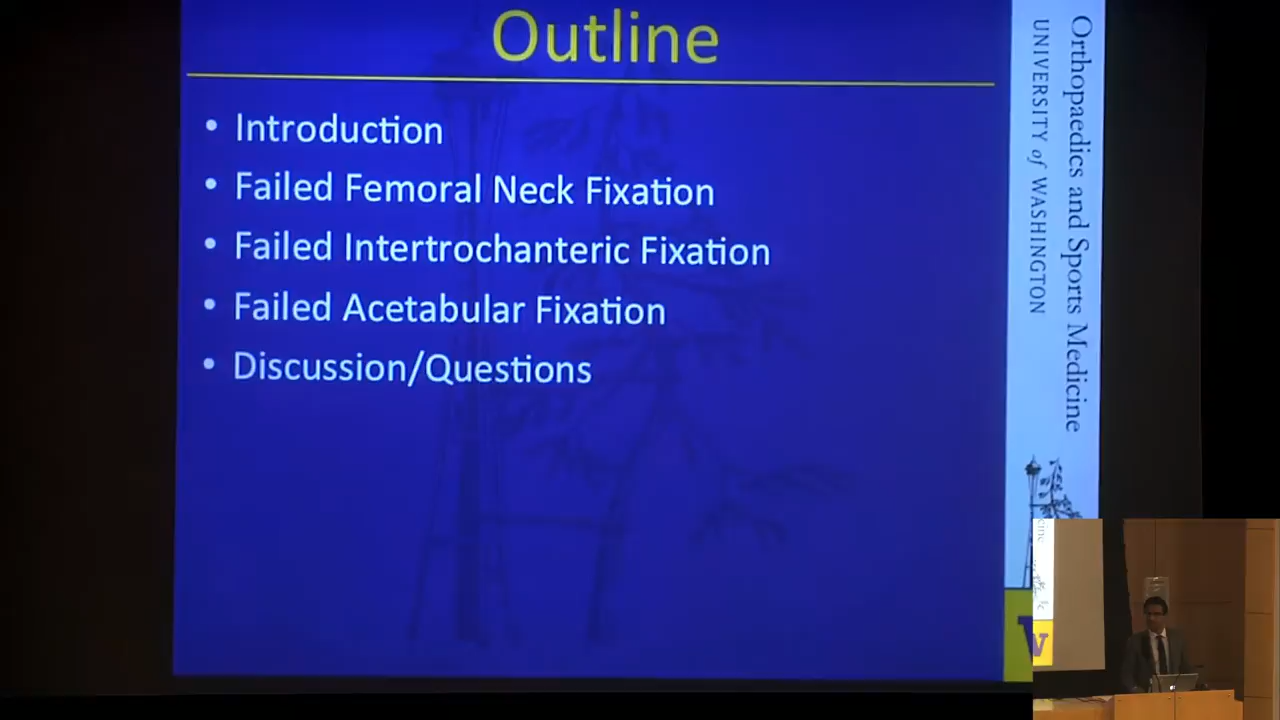 Outline
• Introduction
• Failed Femoral Neck Fixation
• Failed Intertrochanteric Fixation
• Failed Acetabular Fixation
• Discussion/Questions
Orthopaedics and Sports Medicine
UNIVERSITY of WASHINGTON
W
W